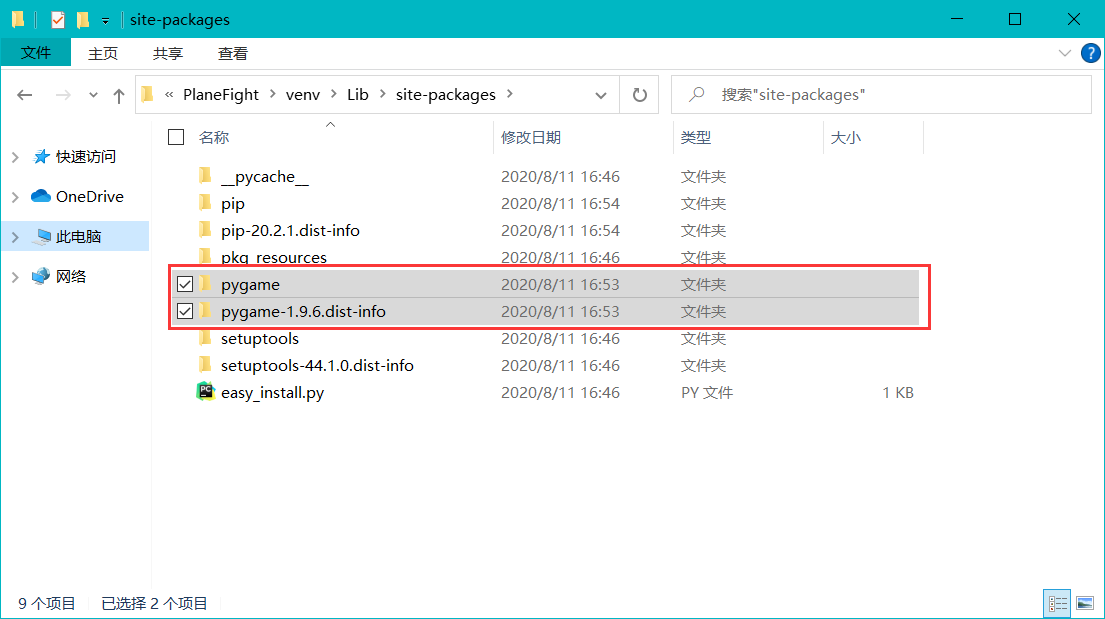 site-packages
文件 主页 共享 查看 ?
« PlaneFight > venv > Lib > site-packages > 搜索"site-packages"
名称 修改日期 类型 大小
快速访问
OneDrive
此电脑
网络
__pycache__ 2020/8/11 16:46 文件夹
pip 2020/8/11 16:54 文件夹
pip-20.2.1.dist-info 2020/8/11 16:54 文件夹
pkg_resources 2020/8/11 16:46 文件夹
pygame 2020/8/11 16:53 文件夹
pygame-1.9.6.dist-info 2020/8/11 16:53 文件夹
setuptools 2020/8/11 16:46 文件夹
setuptools-44.1.0.dist-info 2020/8/11 16:46 文件夹
easy_install.py 2020/8/11 16:46 PY 文件 1 KB
9 个项目 已选择 2 个项目